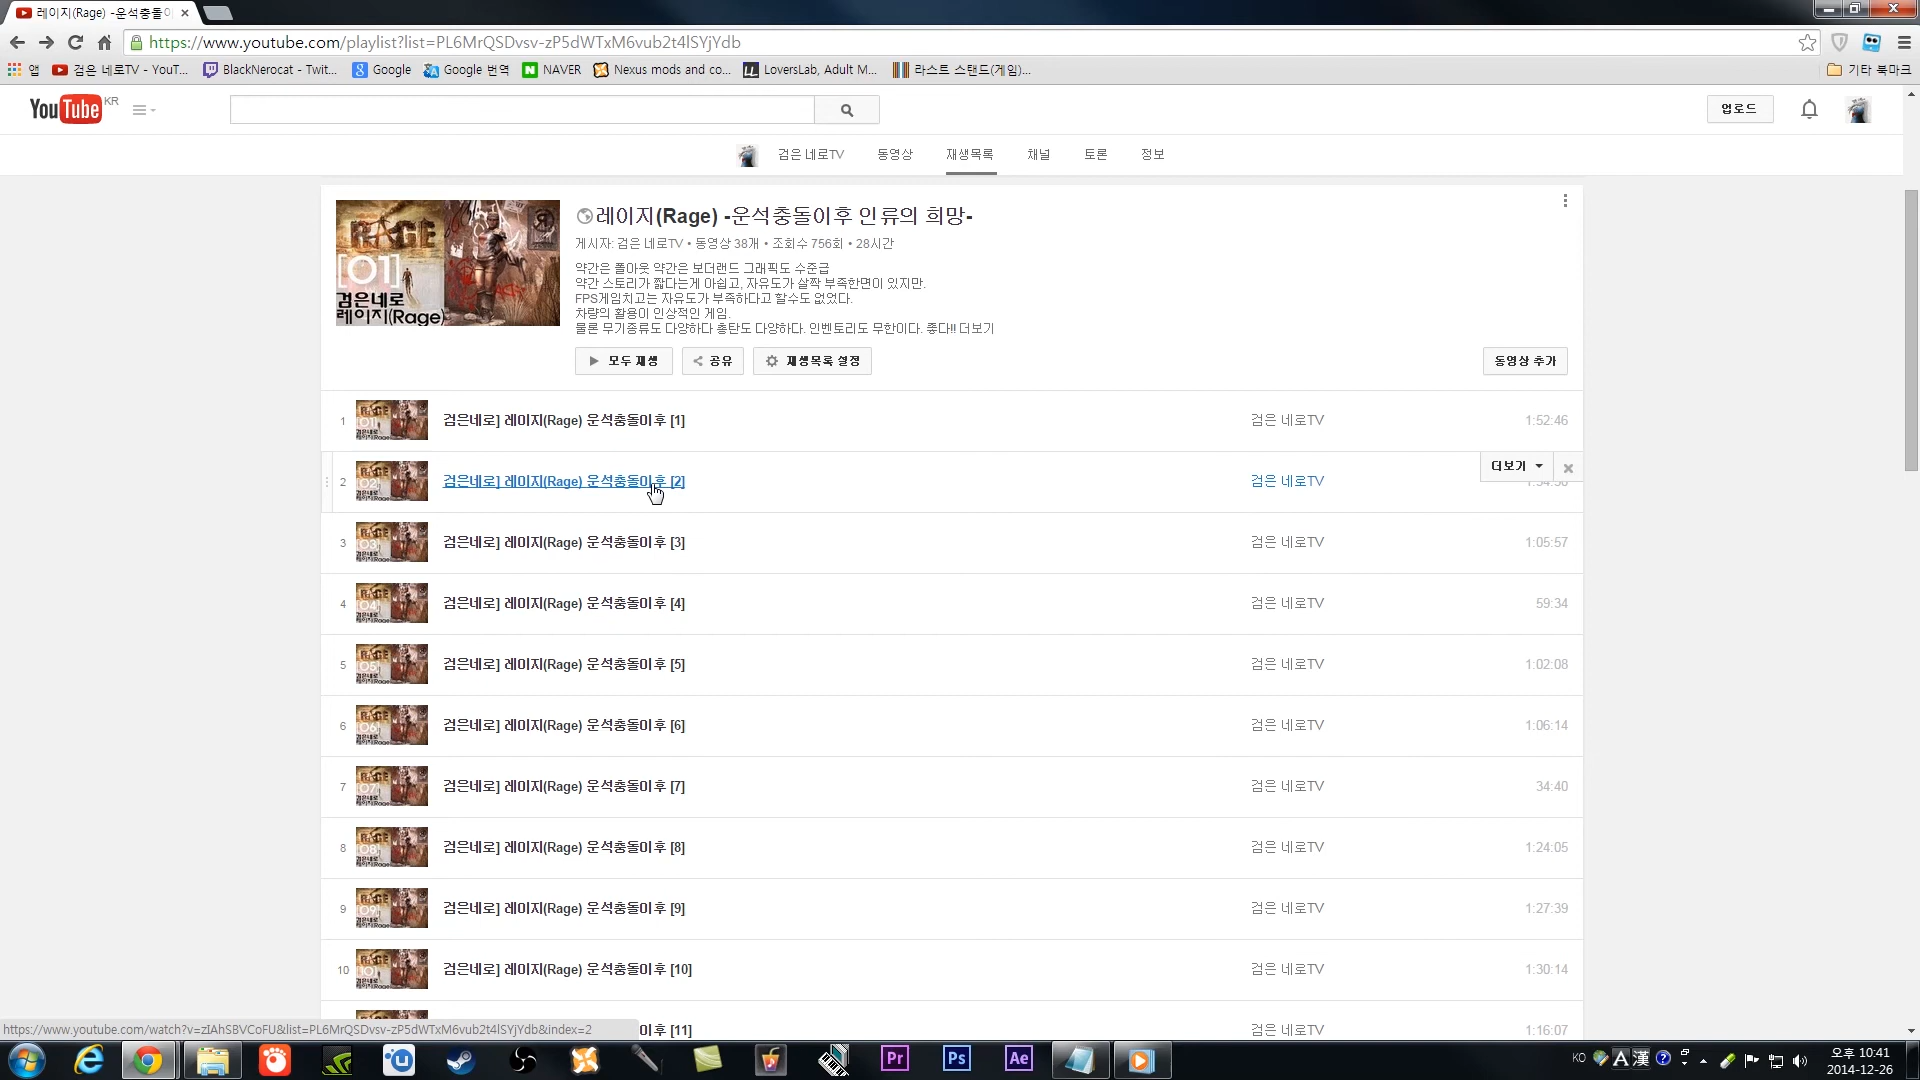 레이지(Rage) -운석충돌이
https://www.youtube.com/playlist?list=PL6MrQSDvsv-zP5dWTxM6vub2t4lSYjYdb
앱 검은 네로TV - YouT... BlackNerocat - Twit... Google Google 번역 NAVER Nexus mods and co... LoversLab, Adult M... 라스트 스탠드(게임)... 기타 북마크
YouTube KR 업로드
검은 네로TV 동영상 재생목록 채널 토론 정보
RAGE
[01]
검은네로
레이지(Rage)
레이지(Rage) -운석충돌이후 인류의 희망-
게시자: 검은 네로TV • 동영상 38개 • 조회수 756회 • 28시간
약간은 폴아웃 약간은 보더랜드 그래픽도 수준급
약간 스토리가 짧다는게 아쉽고, 자유도가 살짝 부족한면이 있지만.
FPS게임치고는 자유도가 부족하다고 할수도 없었다.
차량의 활용이 인상적인 게임.
물론 무기종류도 다양하다 총탄도 다양하다. 인벤토리도 무한이다. 좋다!! 더보기
모두 재생 공유 재생목록 설정 동영상 추가
1 검은네로] 레이지(Rage) 운석충돌이후 [1] 검은 네로TV 1:52:46
더보기
2 검은네로] 레이지(Rage) 운석충돌이후 [2] 검은 네로TV
3 검은네로] 레이지(Rage) 운석충돌이후 [3] 검은 네로TV 1:05:57
4 검은네로] 레이지(Rage) 운석충돌이후 [4] 검은 네로TV 59:34
5 검은네로] 레이지(Rage) 운석충돌이후 [5] 검은 네로TV 1:02:08
6 검은네로] 레이지(Rage) 운석충돌이후 [6] 검은 네로TV 1:06:14
7 검은네로] 레이지(Rage) 운석충돌이후 [7] 검은 네로TV 34:40
8 검은네로] 레이지(Rage) 운석충돌이후 [8] 검은 네로TV 1:24:05
9 검은네로] 레이지(Rage) 운석충돌이후 [9] 검은 네로TV 1:27:39
10 검은네로] 레이지(Rage) 운석충돌이후 [10] 검은 네로TV 1:30:14
이후 [11] 검은 네로TV 1:16:07
https://www.youtube.com/watch?v=zIAhSBVCoFU&list=PL6MrQSDvsv-zP5dWTxM6vub2t4lSYjYdb&index=2
Pr Ps Ae KO A 漢 오후 10:41
2014-12-26